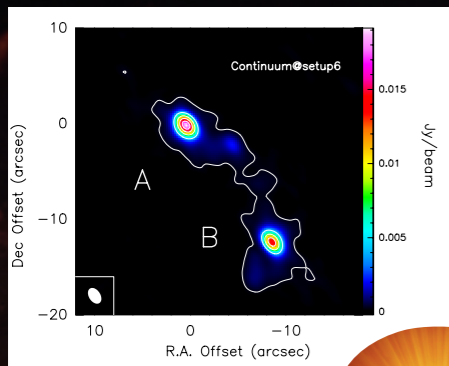 10
Continuum@setup6
0.015
0
A
0.01
Jy/beam
Dec Offset (arcsec)
−10
B
0.005
−20
0
10
0
−10
R.A. Offset (arcsec)